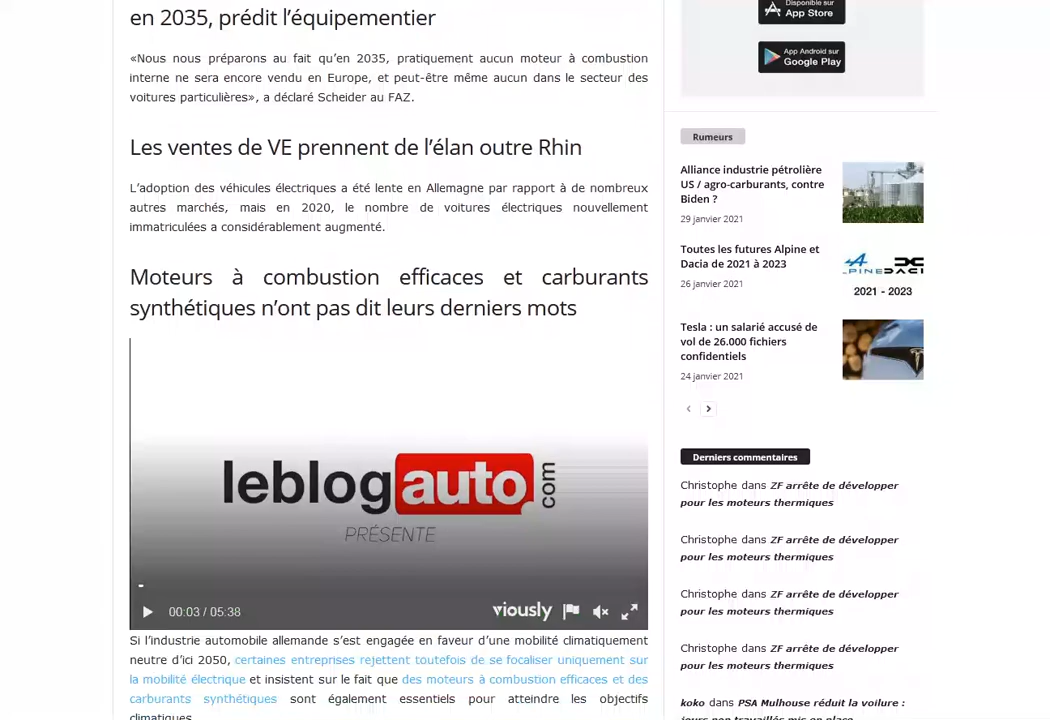 en 2035, prédit l’équipementier
«Nous nous préparons au fait qu’en 2035, pratiquement aucun moteur à combustion
interne ne sera encore vendu en Europe, et peut-être même aucun dans le secteur des
voitures particulières», a déclaré Scheider au FAZ.
Les ventes de VE prennent de l’élan outre Rhin
L’adoption des véhicules électriques a été lente en Allemagne par rapport à de nombreux
autres marchés, mais en 2020, le nombre de voitures électriques nouvellement
immatriculées a considérablement augmenté.
Moteurs à combustion efficaces et carburants
synthétiques n’ont pas dit leurs derniers mots
leblogauto.com
PRÉSENTE
00:03 / 05:38
viously
Si l’industrie automobile allemande s’est engagée en faveur d’une mobilité climatiquement
neutre d’ici 2050, certaines entreprises rejettent toutefois de se focaliser uniquement sur
la mobilité électrique et insistent sur le fait que des moteurs à combustion efficaces et des
carburants synthétiques sont également essentiels pour atteindre les objectifs
climatiques.
Disponible sur
App Store
App Android sur
Google Play
Rumeurs
Alliance industrie pétrolière
US / agro-carburants, contre
Biden ?
29 janvier 2021
Toutes les futures Alpine et
Dacia de 2021 à 2023
26 janvier 2021
2021 - 2023
Tesla : un salarié accusé de
vol de 26.000 fichiers
confidentiels
24 janvier 2021
Derniers commentaires
Christophe dans ZF arrête de développer
pour les moteurs thermiques
Christophe dans ZF arrête de développer
pour les moteurs thermiques
Christophe dans ZF arrête de développer
pour les moteurs thermiques
Christophe dans ZF arrête de développer
pour les moteurs thermiques
koko dans PSA Mulhouse réduit la voilure :
jours non travaillés mis en place